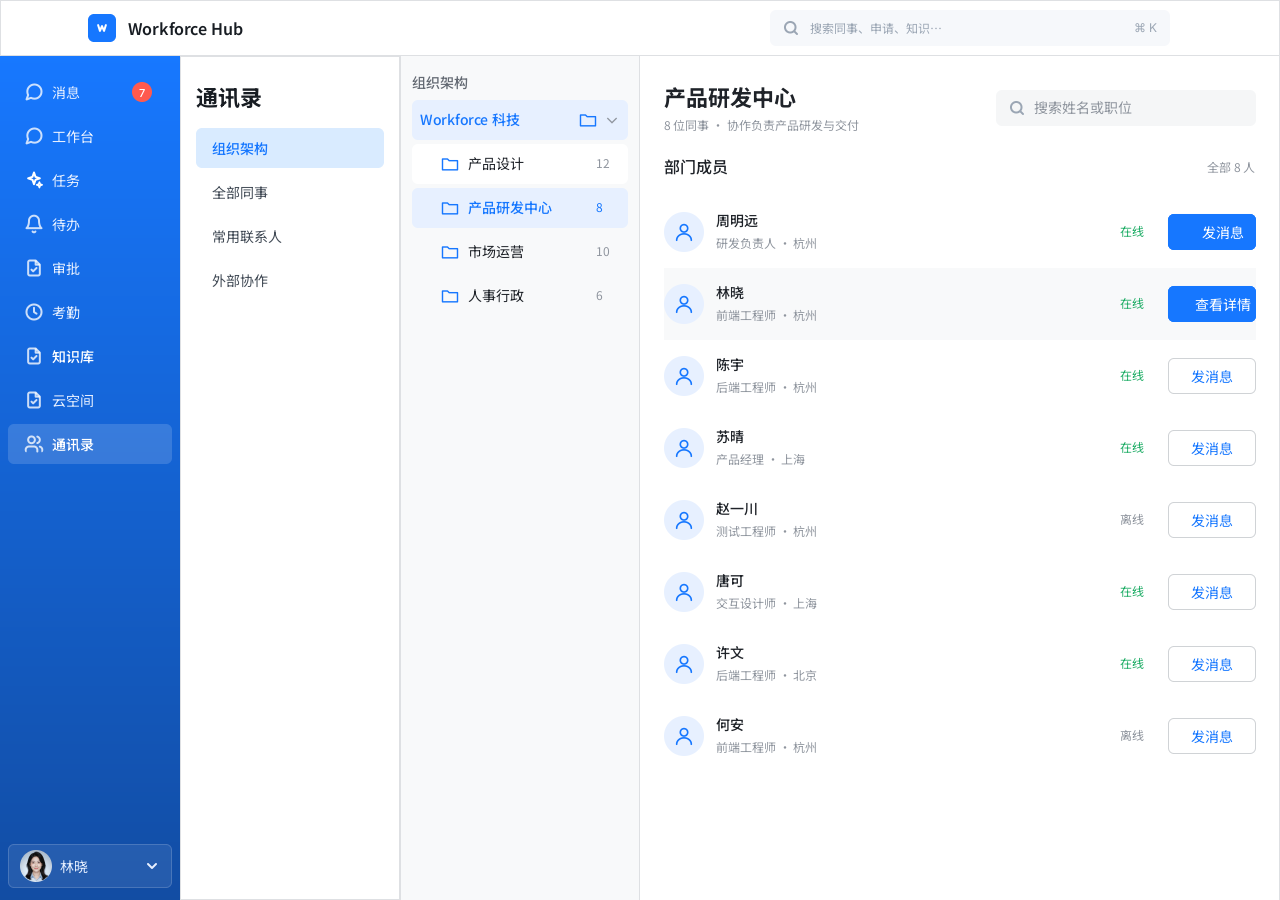 W Workforce Hub
搜索同事、申请、知识… ⌘ K
消息 7
工作台
任务
待办
审批
考勤
知识库
云空间
通讯录
林晓
通讯录
组织架构
全部同事
常用联系人
外部协作
组织架构
Workforce 科技
产品设计 12
产品研发中心 8
市场运营 10
人事行政 6
产品研发中心
8 位同事 · 协作负责产品研发与交付
搜索姓名或职位
部门成员
全部 8 人
周明远
研发负责人 · 杭州
在线
发消息
林晓
前端工程师 · 杭州
在线
查看详情
陈宇
后端工程师 · 杭州
在线
发消息
苏晴
产品经理 · 上海
在线
发消息
赵一川
测试工程师 · 杭州
离线
发消息
唐可
交互设计师 · 上海
在线
发消息
许文
后端工程师 · 北京
在线
发消息
何安
前端工程师 · 杭州
离线
发消息